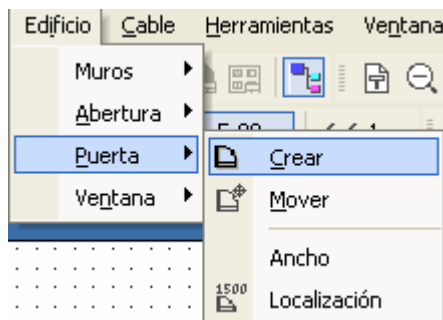 Edificio Cable Herramientas Ventana
Muros
Abertura
Puerta
Ventana
Crear
Mover
Ancho
1500
Localización